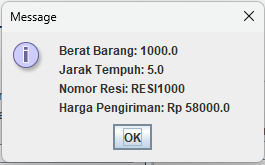 Message
Berat Barang: 1000.0
Jarak Tempuh: 5.0
Nomor Resi: RESI1000
Harga Pengiriman: Rp 58000.0
OK